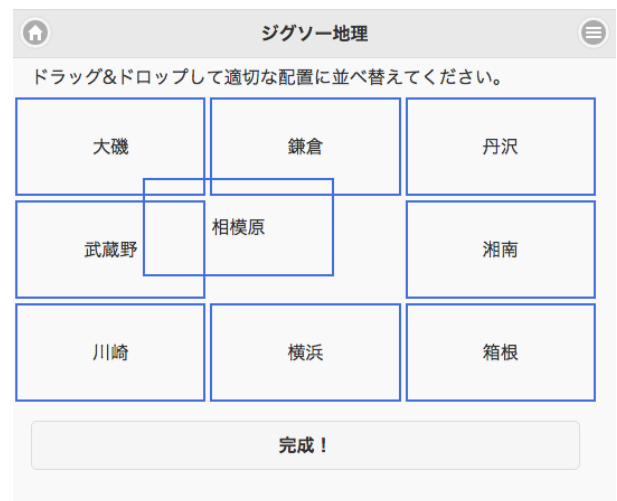 ジグソー地理
ドラッグ&ドロップして適切な配置に並べ替えてください。
大磯
鎌倉
丹沢
武蔵野
相模原
湘南
川崎
横浜
箱根
完成！